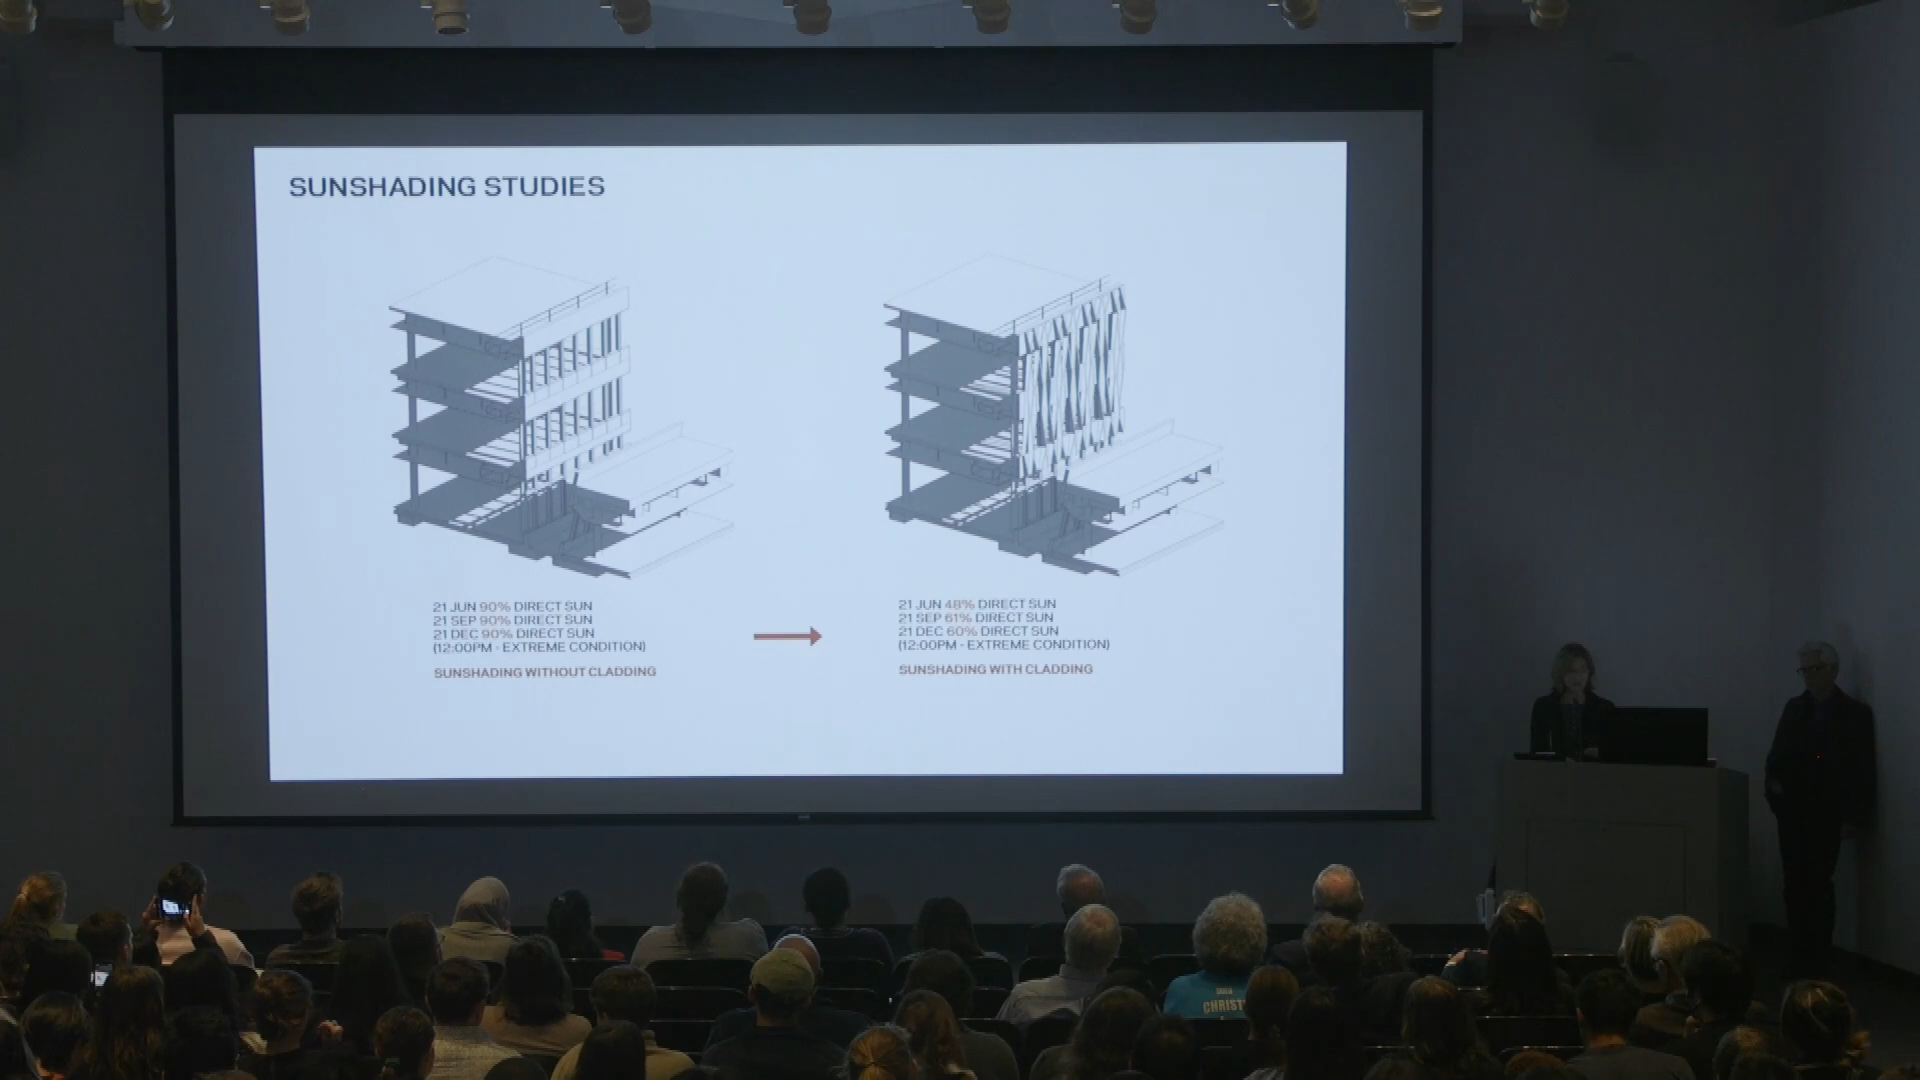 SUNSHADING STUDIES
21 JUN 90% DIRECT SUN
21 SEP 90% DIRECT SUN
21 DEC 90% DIRECT SUN
(12:00PM - EXTREME CONDITION)
SUNSHADING WITHOUT CLADDING
21 JUN 48% DIRECT SUN
21 SEP 61% DIRECT SUN
21 DEC 60% DIRECT SUN
(12:00PM - EXTREME CONDITION)
SUNSHADING WITH CLADDING